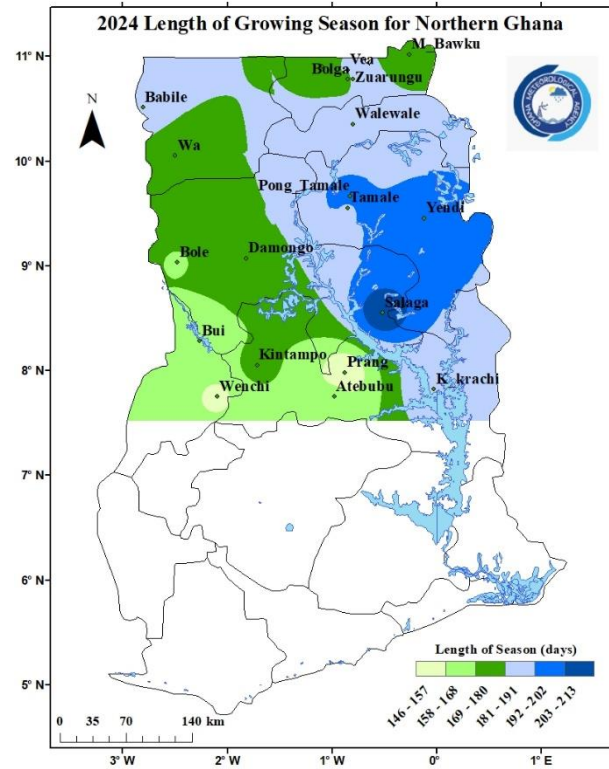 2024 Length of Growing Season for Northern Ghana
11° N
10° N
9° N
8° N
7° N
6° N
5° N
N
M_Bawku
Vea
Bolga
Zuarungu
GHANA METEOROLOGICAL AGENCY
Babile
Walewale
Wa
Pong_Tamale
Tamale
Yendi
Bole
Damongo
Salaga
Bui
Kintampo
Prang
K_krachi
Wenchi
Atebubu
Length of Season (days)
146 - 157
158 - 168
169 - 180
181 - 191
192 - 202
203 - 213
0 35 70 140 km
3° W 2° W 1° W 0° 1° E